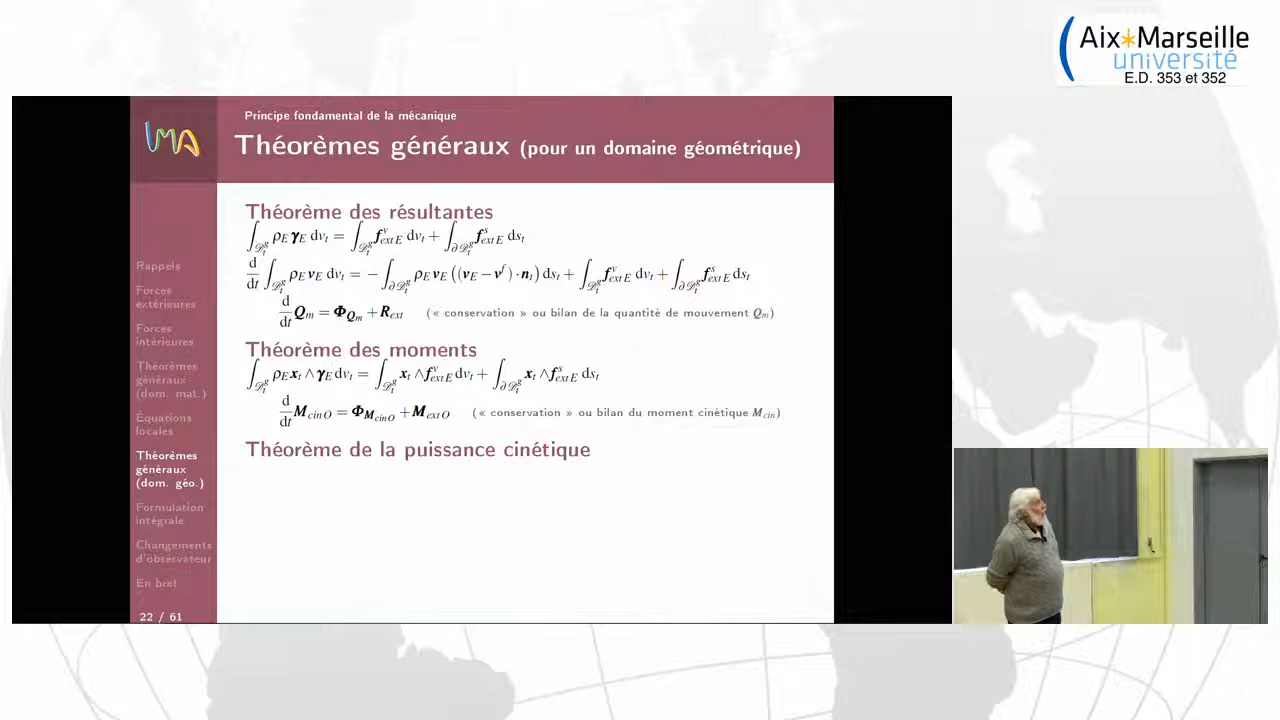 Aix*Marseille
université
E.D. 353 et 352
LMA
Principe fondamental de la mécanique
Théorèmes généraux (pour un domaine géométrique)
Théorème des résultantes
∫_{𝒟_t^g} ρ_E γ_E dv_t = ∫_{𝒟_t^g} f^v_{ext E} dv_t + ∫_{∂𝒟_t^g} f^s_{ext E} ds_t
d/dt ∫_{𝒟_t^g} ρ_E v_E dv_t = − ∫_{∂𝒟_t^g} ρ_E v_E ((v_E − v^f) · n_t) ds_t + ∫_{𝒟_t^g} f^v_{ext E} dv_t + ∫_{∂𝒟_t^g} f^s_{ext E} ds_t
d/dt Q_m = Φ_{Q_m} + R_{ext} (« conservation » ou bilan de la quantité de mouvement Q_m)
Théorème des moments
∫_{𝒟_t^g} ρ_E x_t ∧ γ_E dv_t = ∫_{𝒟_t^g} x_t ∧ f^v_{ext E} dv_t + ∫_{∂𝒟_t^g} x_t ∧ f^s_{ext E} ds_t
d/dt M_{cin O} = Φ_{M_{cin O}} + M_{ext O} (« conservation » ou bilan du moment cinétique M_{cin})
Théorème de la puissance cinétique
Rappels
Forces
extérieures
Forces
intérieures
Théorèmes
généraux
(dom. mat.)
Équations
locales
Théorèmes
généraux
(dom. géo.)
Formulation
intégrale
Changements
d'observateur
En bref
22 / 61